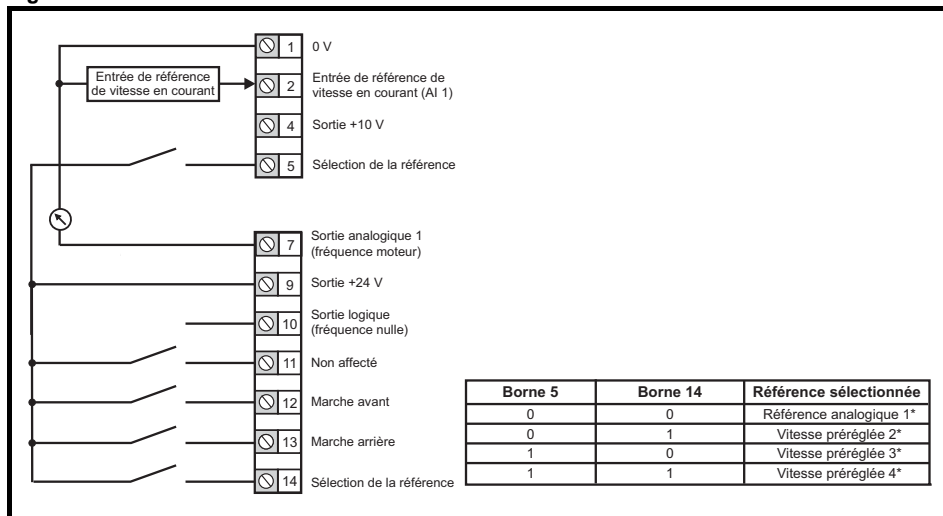 1 0 V
Entrée de référence
de vitesse en courant
2 Entrée de référence de
vitesse en courant (AI 1)
4 Sortie +10 V
5 Sélection de la référence
7 Sortie analogique 1
(fréquence moteur)
9 Sortie +24 V
10 Sortie logique
(fréquence nulle)
11 Non affecté
12 Marche avant
13 Marche arrière
14 Sélection de la référence
Borne 5 Borne 14 Référence sélectionnée
0 0 Référence analogique 1*
0 1 Vitesse préréglée 2*
1 0 Vitesse préréglée 3*
1 1 Vitesse préréglée 4*